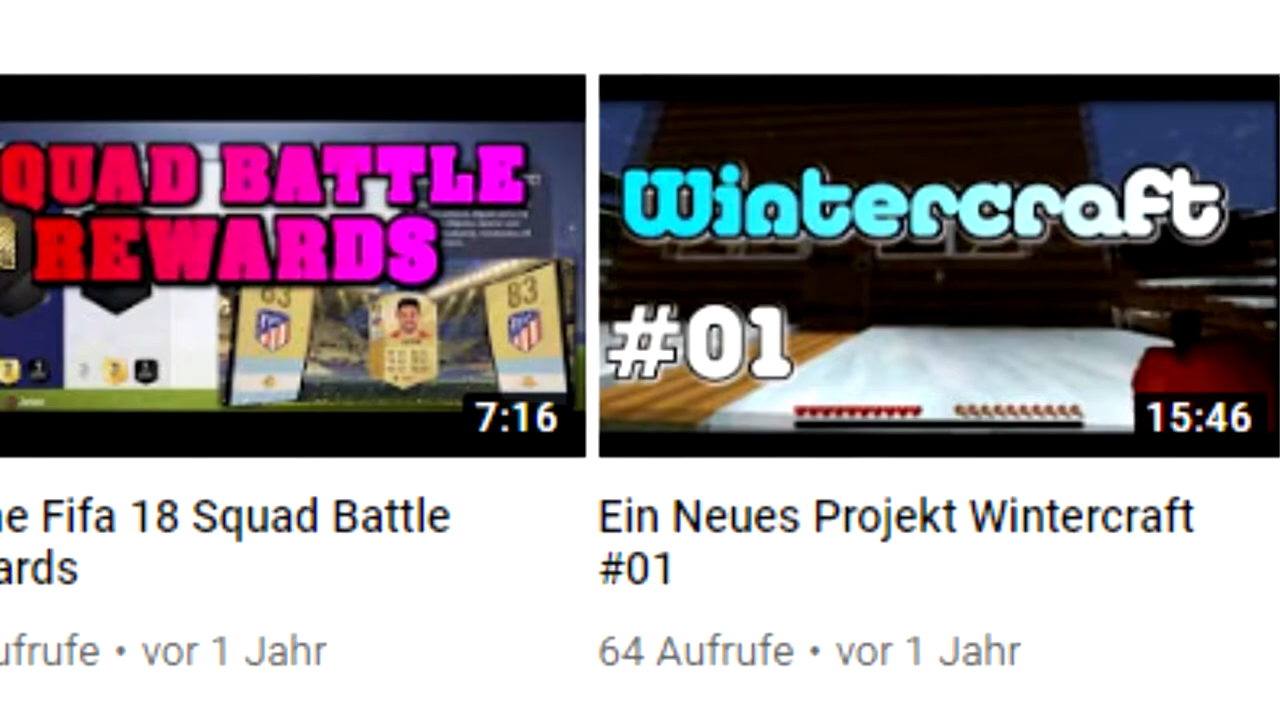 QUAD BATTLE
REWARDS
83
83
7:16
Wintercraft
#01
15:46
e Fifa 18 Squad Battle
ards
ufrufe • vor 1 Jahr
Ein Neues Projekt Wintercraft
#01
64 Aufrufe • vor 1 Jahr